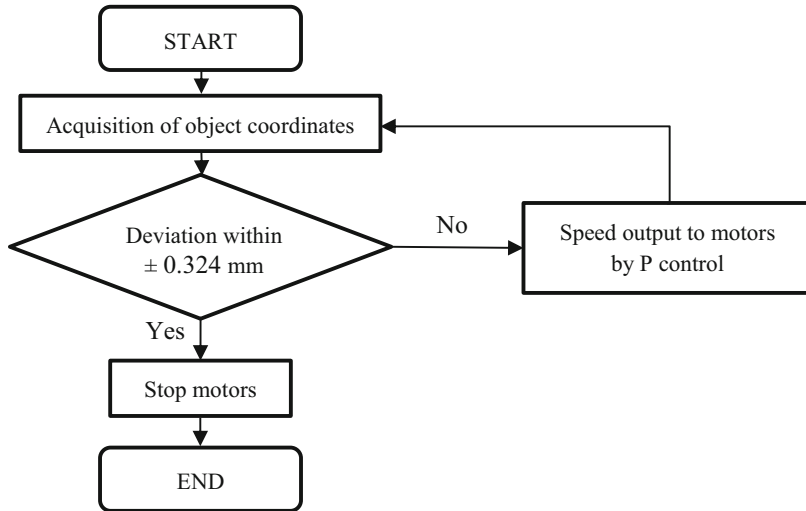 START
Acquisition of object coordinates
Deviation within
± 0.324 mm
No
Speed output to motors
by P control
Yes
Stop motors
END